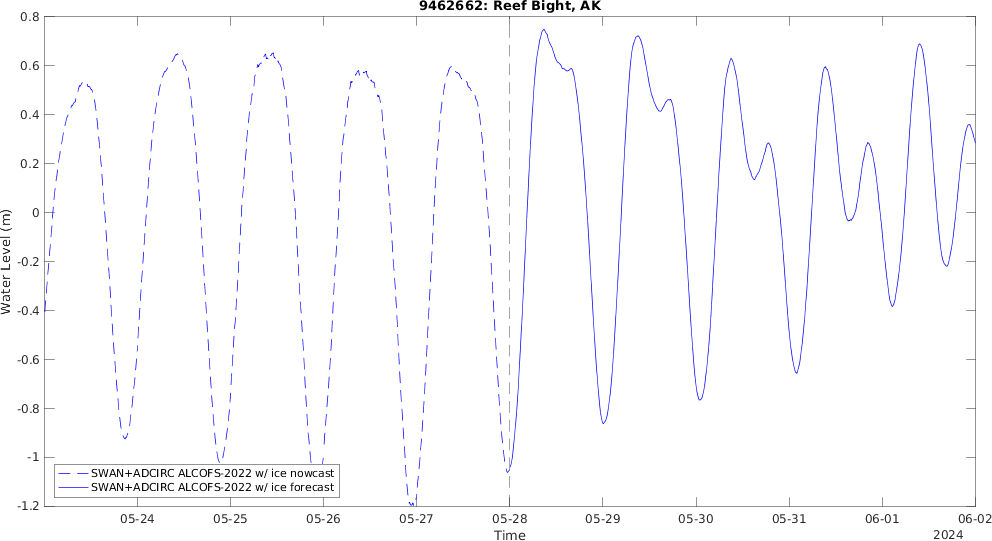 9462662: Reef Bight, AK
0.8
0.6
0.4
0.2
0
-0.2
-0.4
-0.6
-0.8
-1
-1.2
Water Level (m)
SWAN+ADCIRC ALCOFS-2022 w/ ice nowcast
SWAN+ADCIRC ALCOFS-2022 w/ ice forecast
05-24 05-25 05-26 05-27 05-28 05-29 05-30 05-31 06-01 06-02
Time
2024